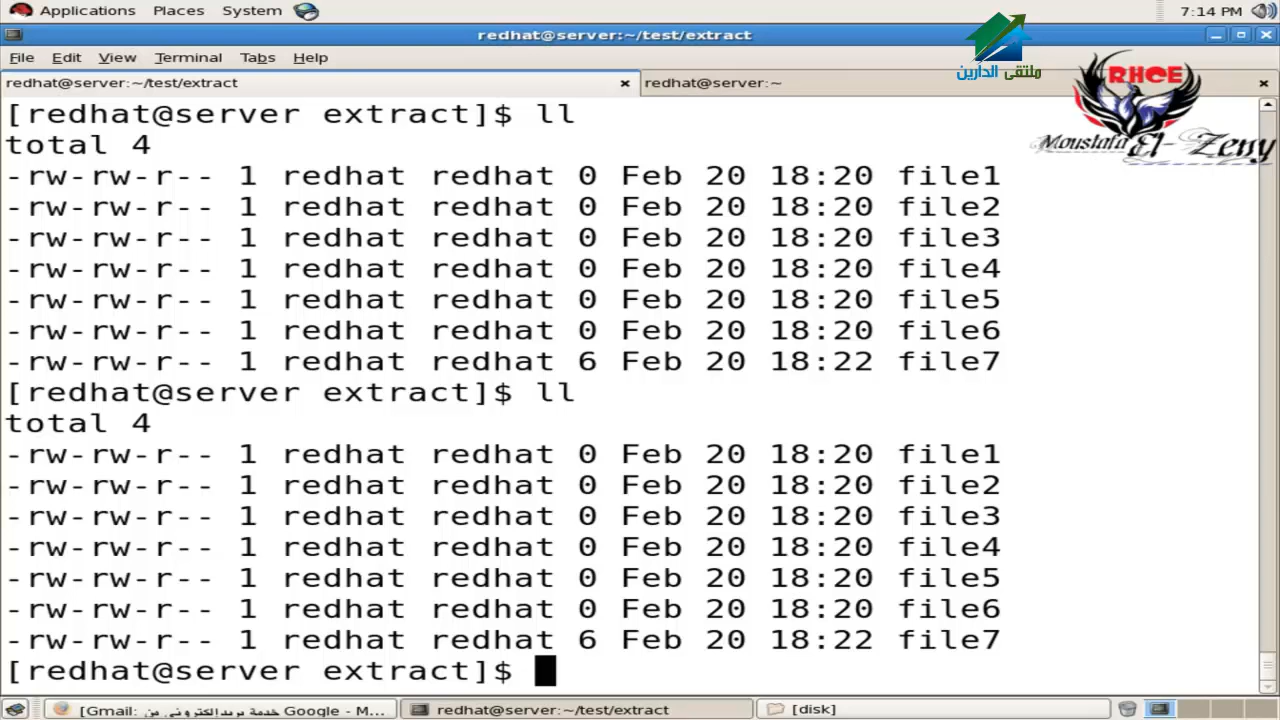 Applications Places System 7:14 PM
redhat@server:~/test/extract
ملتقى الدارين
RHCE
Moustafa El-Zeny
File Edit View Terminal Tabs Help
redhat@server:~/test/extract redhat@server:~
[redhat@server extract]$ ll
total 4
-rw-rw-r-- 1 redhat redhat 0 Feb 20 18:20 file1
-rw-rw-r-- 1 redhat redhat 0 Feb 20 18:20 file2
-rw-rw-r-- 1 redhat redhat 0 Feb 20 18:20 file3
-rw-rw-r-- 1 redhat redhat 0 Feb 20 18:20 file4
-rw-rw-r-- 1 redhat redhat 0 Feb 20 18:20 file5
-rw-rw-r-- 1 redhat redhat 0 Feb 20 18:20 file6
-rw-rw-r-- 1 redhat redhat 6 Feb 20 18:22 file7
[redhat@server extract]$ ll
total 4
-rw-rw-r-- 1 redhat redhat 0 Feb 20 18:20 file1
-rw-rw-r-- 1 redhat redhat 0 Feb 20 18:20 file2
-rw-rw-r-- 1 redhat redhat 0 Feb 20 18:20 file3
-rw-rw-r-- 1 redhat redhat 0 Feb 20 18:20 file4
-rw-rw-r-- 1 redhat redhat 0 Feb 20 18:20 file5
-rw-rw-r-- 1 redhat redhat 0 Feb 20 18:20 file6
-rw-rw-r-- 1 redhat redhat 6 Feb 20 18:22 file7
[redhat@server extract]$
[Gmail: خدمة بريد إلكتروني من Google - M... redhat@server:~/test/extract [disk]